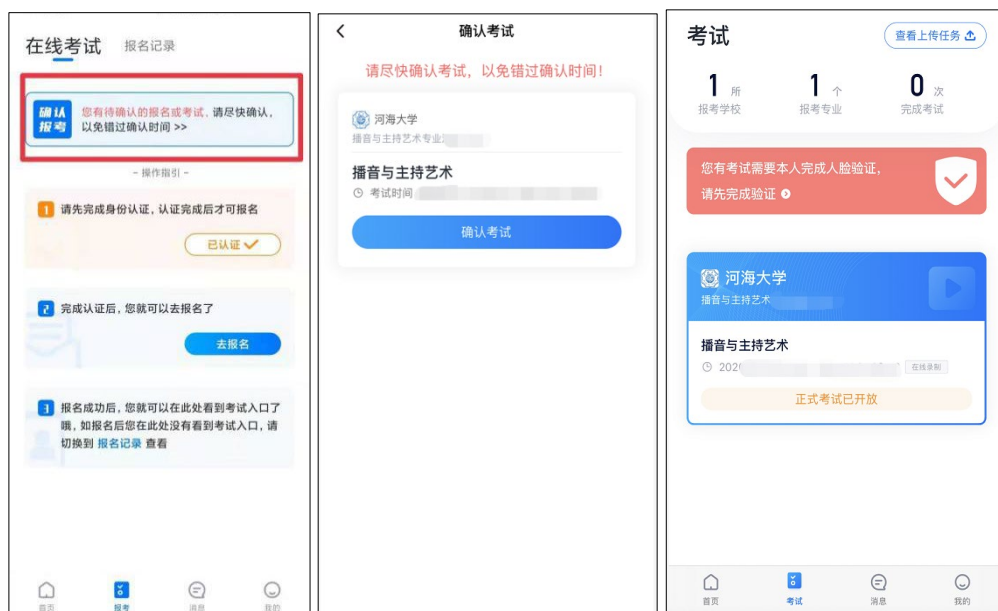 在线考试 报名记录
确认
报考
您有待确认的报名或考试，请尽快确认，
以免错过确认时间 >>
- 操作指引 -
1 请先完成身份认证，认证完成后才可报名
已认证
2 完成认证后，您就可以去报名了
去报名
3 报名成功后，您就可以在此处看到考试入口了
哦，如报名后您在此处没有看到考试入口，请
切换到 报名记录 查看
首页 报考 消息 我的
确认考试
请尽快确认考试，以免错过确认时间！
河海大学
播音与主持艺术专业
播音与主持艺术
考试时间
确认考试
考试
查看上传任务
1 所
报考学校
1 个
报考专业
0 次
完成考试
您有考试需要本人完成人脸验证，
请先完成验证
河海大学
播音与主持艺术
播音与主持艺术
202
在线录制
正式考试已开放
首页 考试 消息 我的